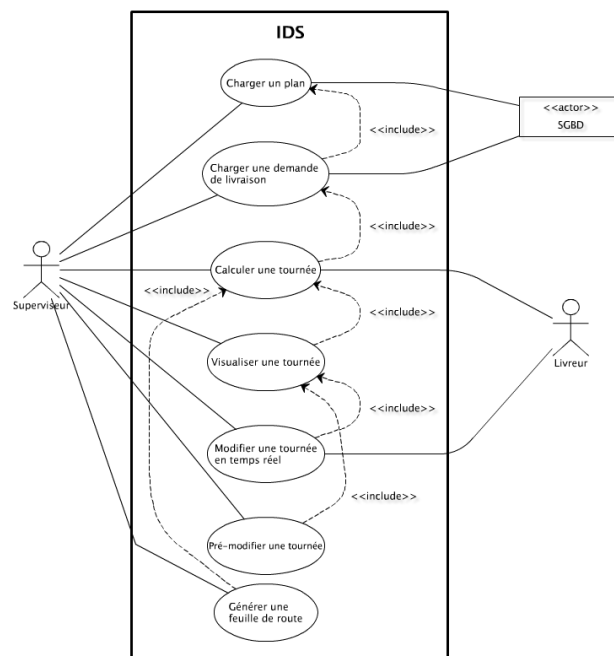 IDS
Charger un plan
<<actor>>
SGBD
<<include>>
Charger une demande
de livraison
<<include>>
Calculer une tournée
<<include>>
Superviseur
<<include>>
Visualiser une tournée
Livreur
<<include>>
Modifier une tournée
en temps réel
<<include>>
Pré-modifier une tournée
Générer une
feuille de route